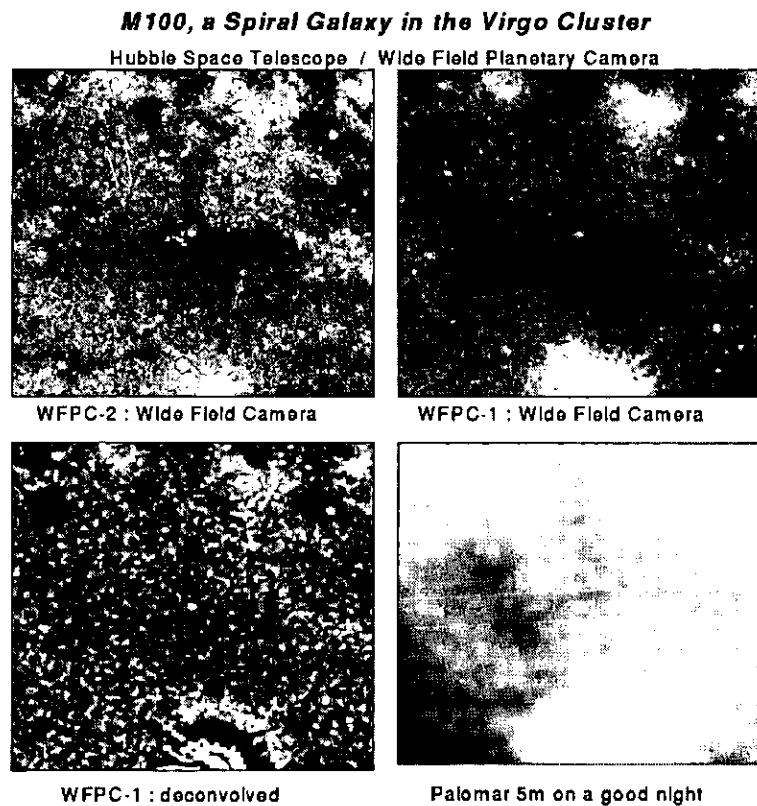 M100, a Spiral Galaxy in the Virgo Cluster
Hubble Space Telescope / Wide Field Planetary Camera
WFPC-2 : Wide Field Camera
WFPC-1 : Wide Field Camera
WFPC-1 : deconvolved
Palomar 5m on a good night